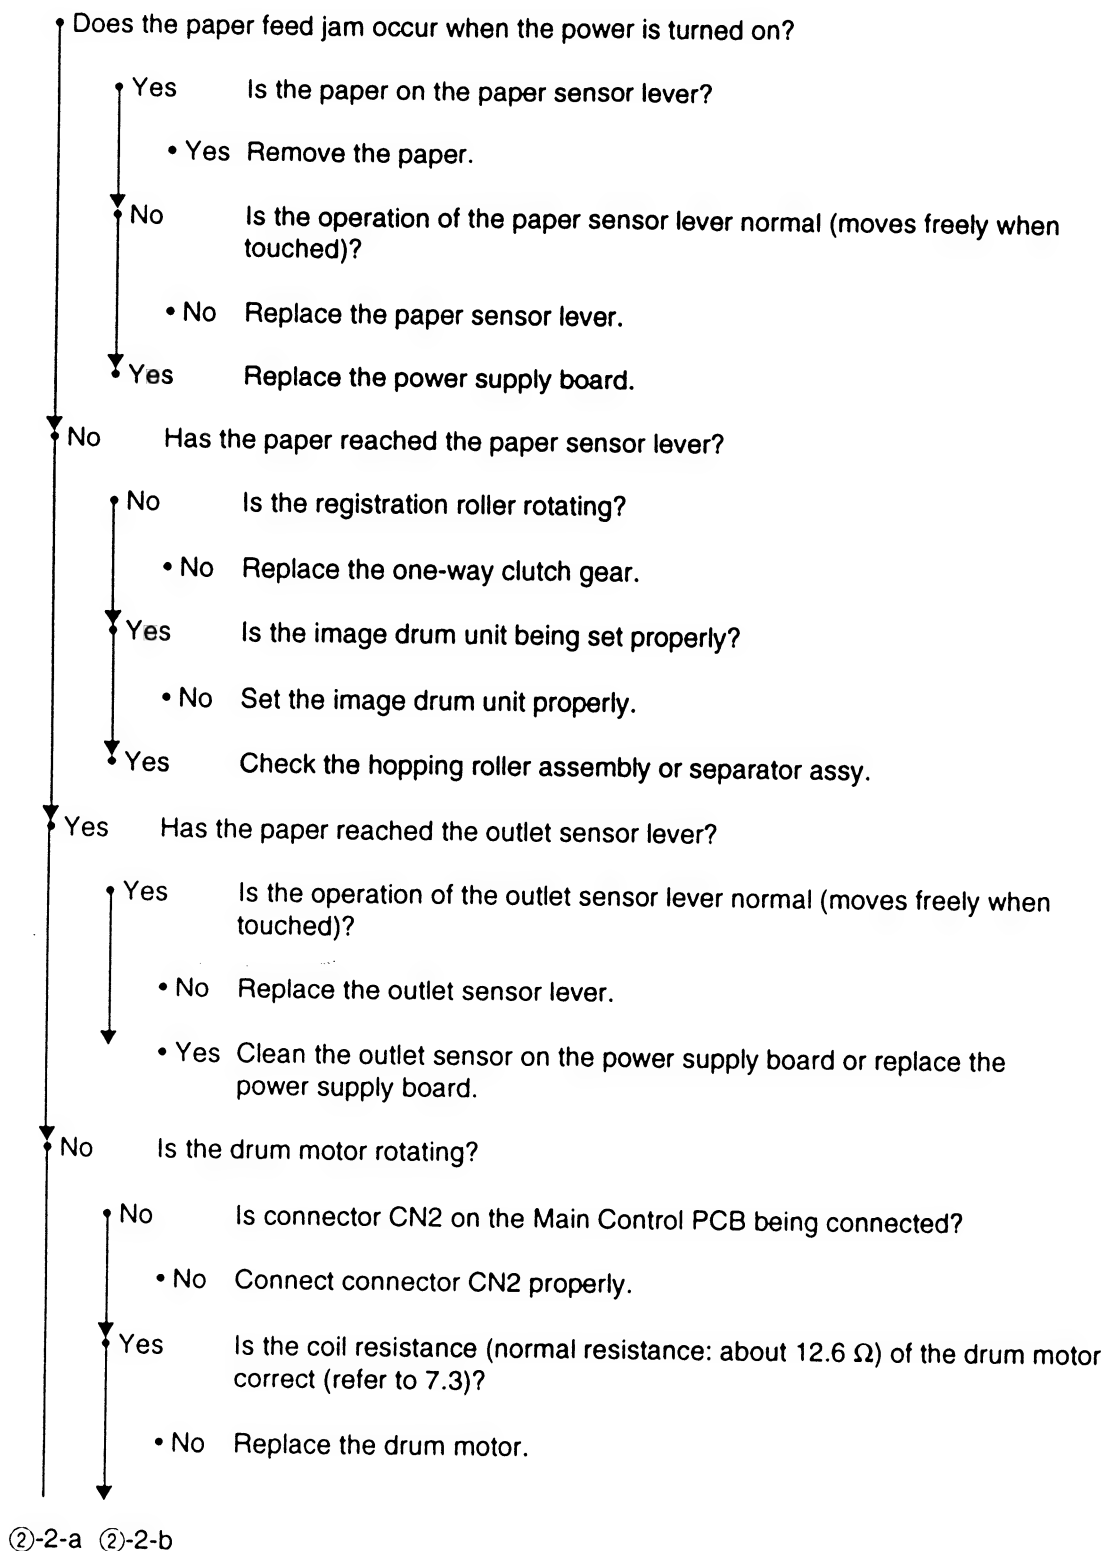 • Does the paper feed jam occur when the power is turned on?
• Yes Is the paper on the paper sensor lever?
• Yes Remove the paper.
• No Is the operation of the paper sensor lever normal (moves freely when
touched)?
• No Replace the paper sensor lever.
• Yes Replace the power supply board.
• No Has the paper reached the paper sensor lever?
• No Is the registration roller rotating?
• No Replace the one-way clutch gear.
• Yes Is the image drum unit being set properly?
• No Set the image drum unit properly.
• Yes Check the hopping roller assembly or separator assy.
• Yes Has the paper reached the outlet sensor lever?
• Yes Is the operation of the outlet sensor lever normal (moves freely when
touched)?
• No Replace the outlet sensor lever.
• Yes Clean the outlet sensor on the power supply board or replace the
power supply board.
• No Is the drum motor rotating?
• No Is connector CN2 on the Main Control PCB being connected?
• No Connect connector CN2 properly.
• Yes Is the coil resistance (normal resistance: about 12.6 Ω) of the drum motor
correct (refer to 7.3)?
• No Replace the drum motor.
②-2-a ②-2-b